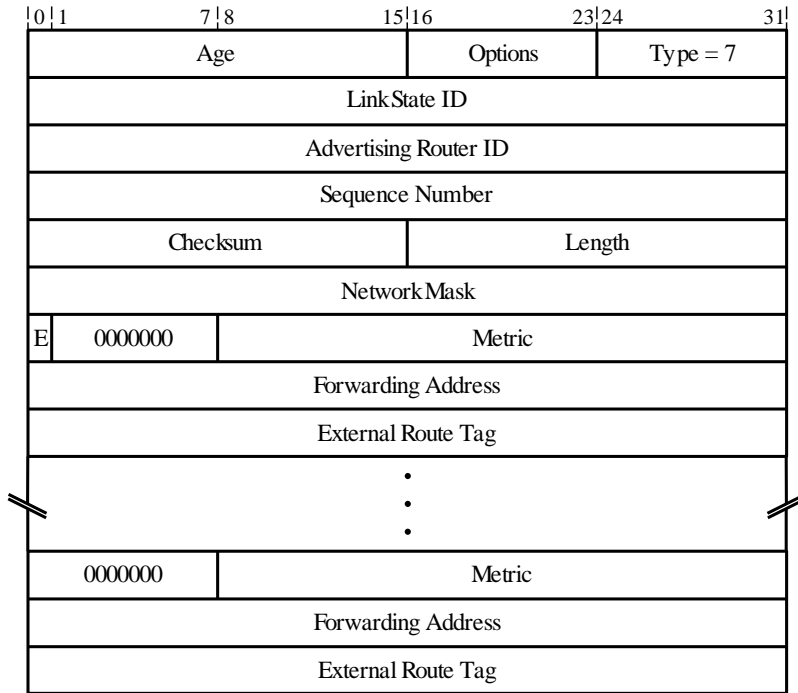 0 1 7 8 15 16 23 24 31
Age Options Type = 7
Link State ID
Advertising Router ID
Sequence Number
Checksum Length
Network Mask
E 0000000 Metric
Forwarding Address
External Route Tag
0000000 Metric
Forwarding Address
External Route Tag